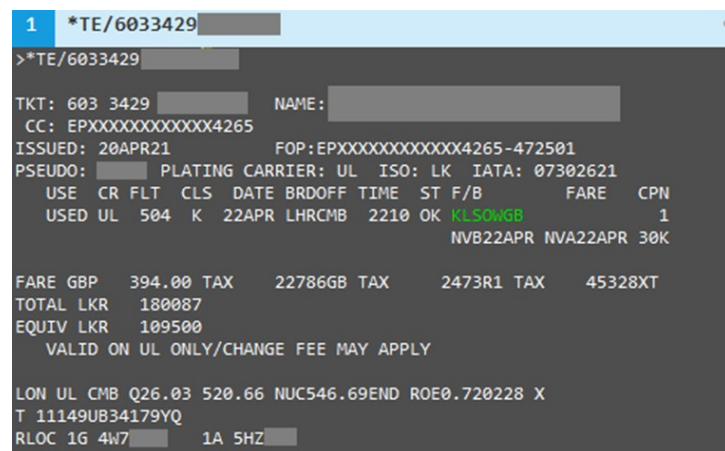 1 *TE/6033429
>*TE/6033429
TKT: 603 3429 NAME:
CC: EPXXXXXXXXXXXX4265
ISSUED: 20APR21 FOP:EPXXXXXXXXXXXX4265-472501
PSEUDO: PLATING CARRIER: UL ISO: LK IATA: 07302621
USE CR FLT CLS DATE BRDOFF TIME ST F/B FARE CPN
USED UL 504 K 22APR LHRCMB 2210 OK KLSOWGB 1
NVB22APR NVA22APR 30K
FARE GBP 394.00 TAX 22786GB TAX 2473R1 TAX 45328XT
TOTAL LKR 180087
EQUIV LKR 109500
VALID ON UL ONLY/CHANGE FEE MAY APPLY
LON UL CMB Q26.03 520.66 NUC546.69END ROE0.720228 X
T 11149UB34179YQ
RLOC 1G 4W7 1A 5HZ